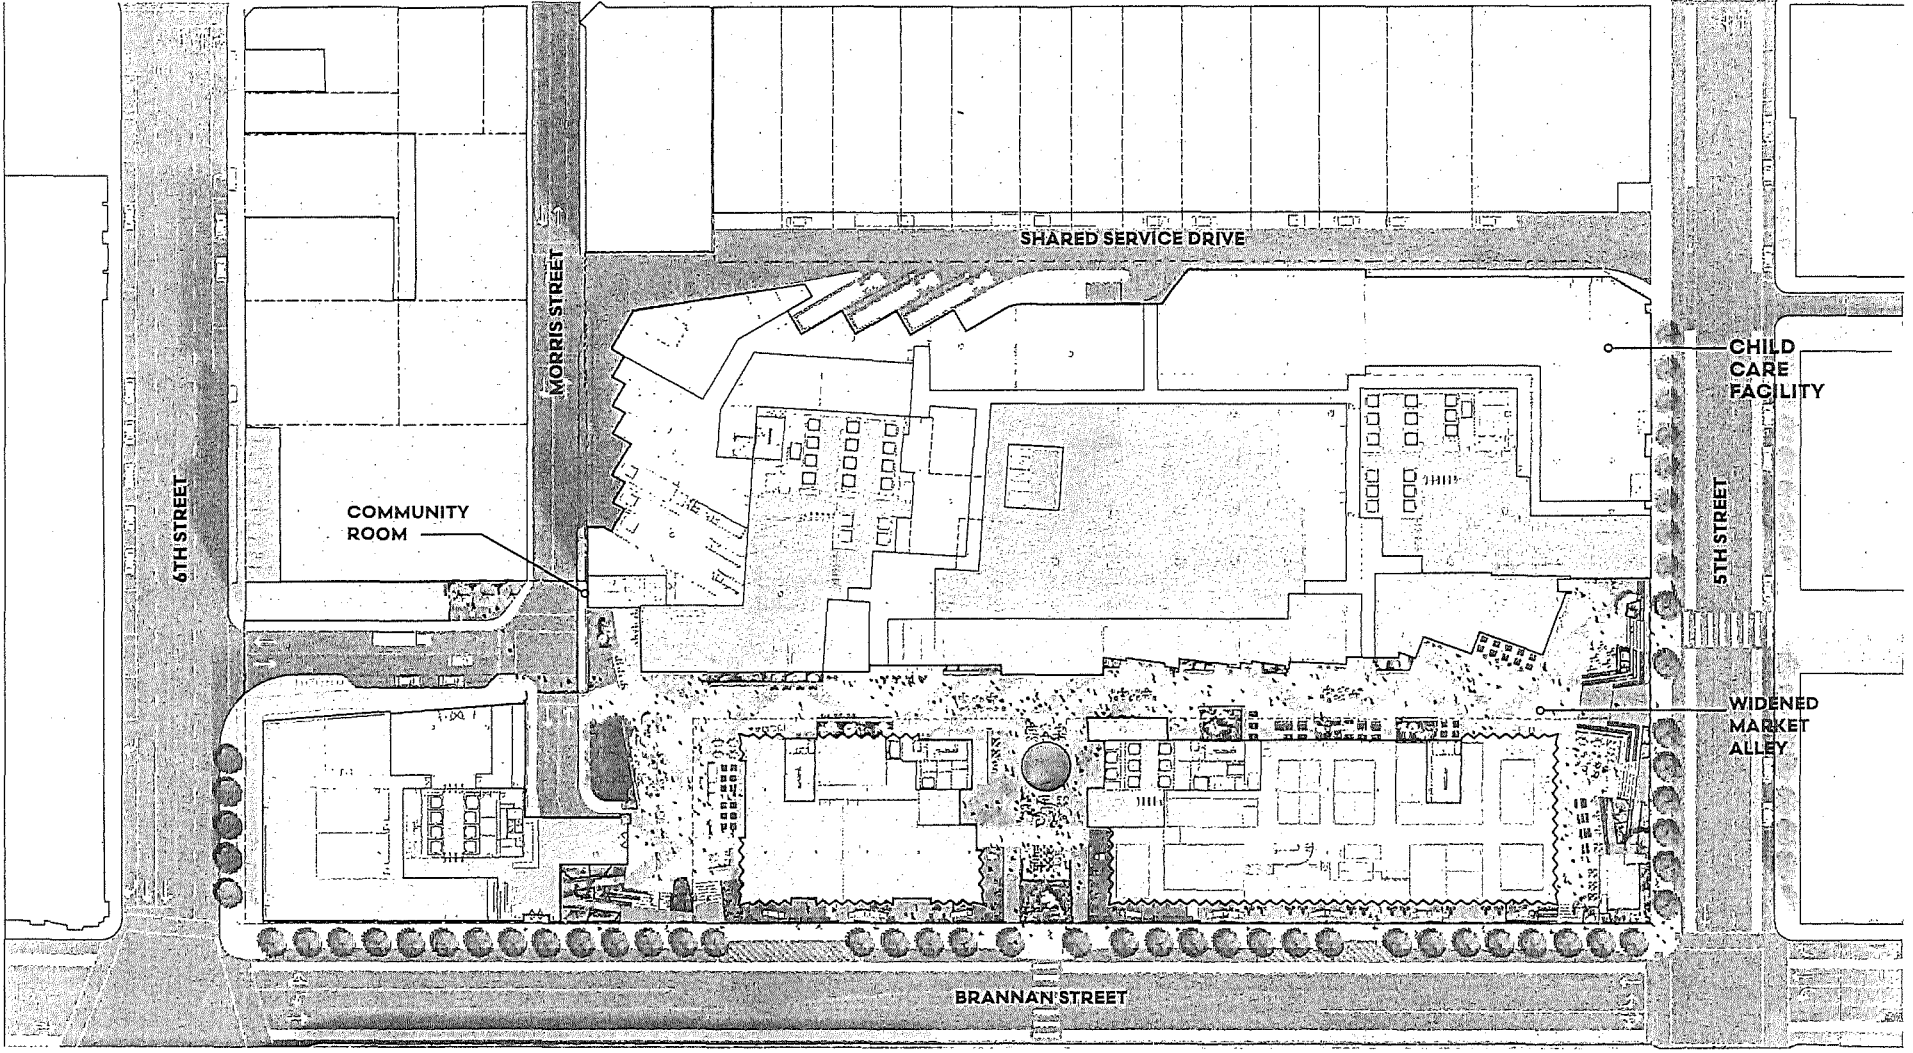 SHARED SERVICE DRIVE
MORRIS STREET
CHILD
CARE
FACILITY
6TH STREET
COMMUNITY
ROOM
5TH STREET
WIDENED
MARKET
ALLEY
BRANNAN STREET